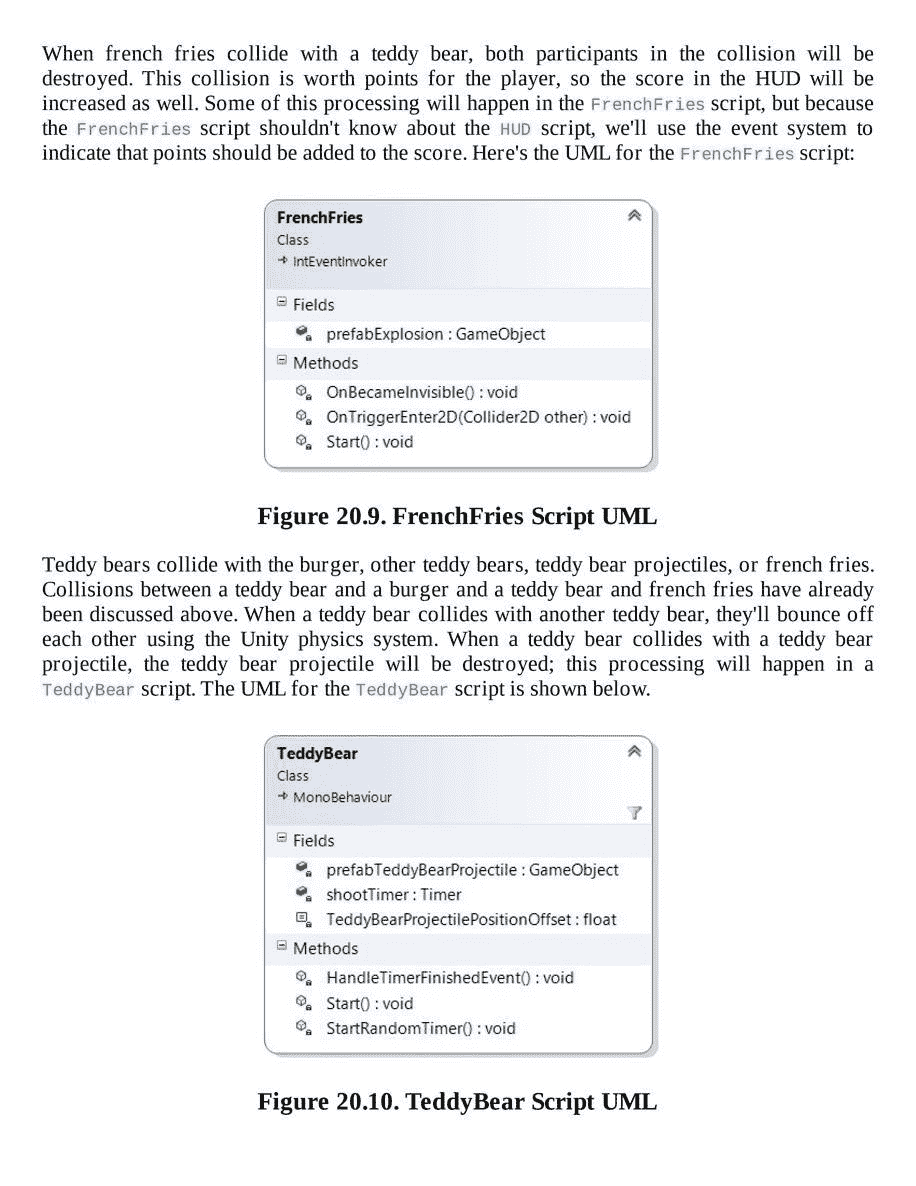 When french fries collide with a teddy bear, both participants in the collision will be
destroyed. This collision is worth points for the player, so the score in the HUD will be
increased as well. Some of this processing will happen in the FrenchFries script, but because
the FrenchFries script shouldn't know about the HUD script, we'll use the event system to
indicate that points should be added to the score. Here's the UML for the FrenchFries script:
FrenchFries
Class
IntEventInvoker
Fields
prefabExplosion : GameObject
Methods
OnBecameInvisible() : void
OnTriggerEnter2D(Collider2D other) : void
Start() : void
Figure 20.9. FrenchFries Script UML
Teddy bears collide with the burger, other teddy bears, teddy bear projectiles, or french fries.
Collisions between a teddy bear and a burger and a teddy bear and french fries have already
been discussed above. When a teddy bear collides with another teddy bear, they'll bounce off
each other using the Unity physics system. When a teddy bear collides with a teddy bear
projectile, the teddy bear projectile will be destroyed; this processing will happen in a
TeddyBear script. The UML for the TeddyBear script is shown below.
TeddyBear
Class
MonoBehaviour
Fields
prefabTeddyBearProjectile : GameObject
shootTimer : Timer
TeddyBearProjectilePositionOffset : float
Methods
HandleTimerFinishedEvent() : void
Start() : void
StartRandomTimer() : void
Figure 20.10. TeddyBear Script UML